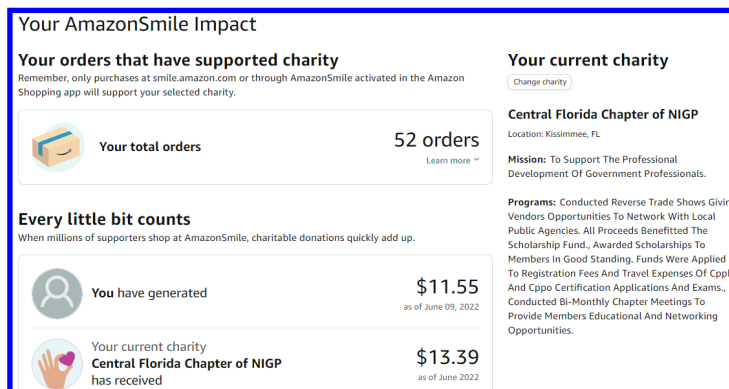 Your AmazonSmile Impact
Your orders that have supported charity
Remember, only purchases at smile.amazon.com or through AmazonSmile activated in the Amazon
Shopping app will support your selected charity.
Your total orders
52 orders
Learn more
Every little bit counts
When millions of supporters shop at AmazonSmile, charitable donations quickly add up.
You have generated
$11.55
as of June 09, 2022
Your current charity
Central Florida Chapter of NIGP
has received
$13.39
as of June 2022
Your current charity
Change charity
Central Florida Chapter of NIGP
Location: Kissimmee, FL
Mission: To Support The Professional
Development Of Government Professionals.
Programs: Conducted Reverse Trade Shows Givin
Vendors Opportunities To Network With Local
Public Agencies. All Proceeds Benefitted The
Scholarship Fund., Awarded Scholarships To
Members In Good Standing. Funds Were Applied
To Registration Fees And Travel Expenses Of Cppb
And Cppo Certification Applications And Exams.,
Conducted Bi-Monthly Chapter Meetings To
Provide Members Educational And Networking
Opportunities.